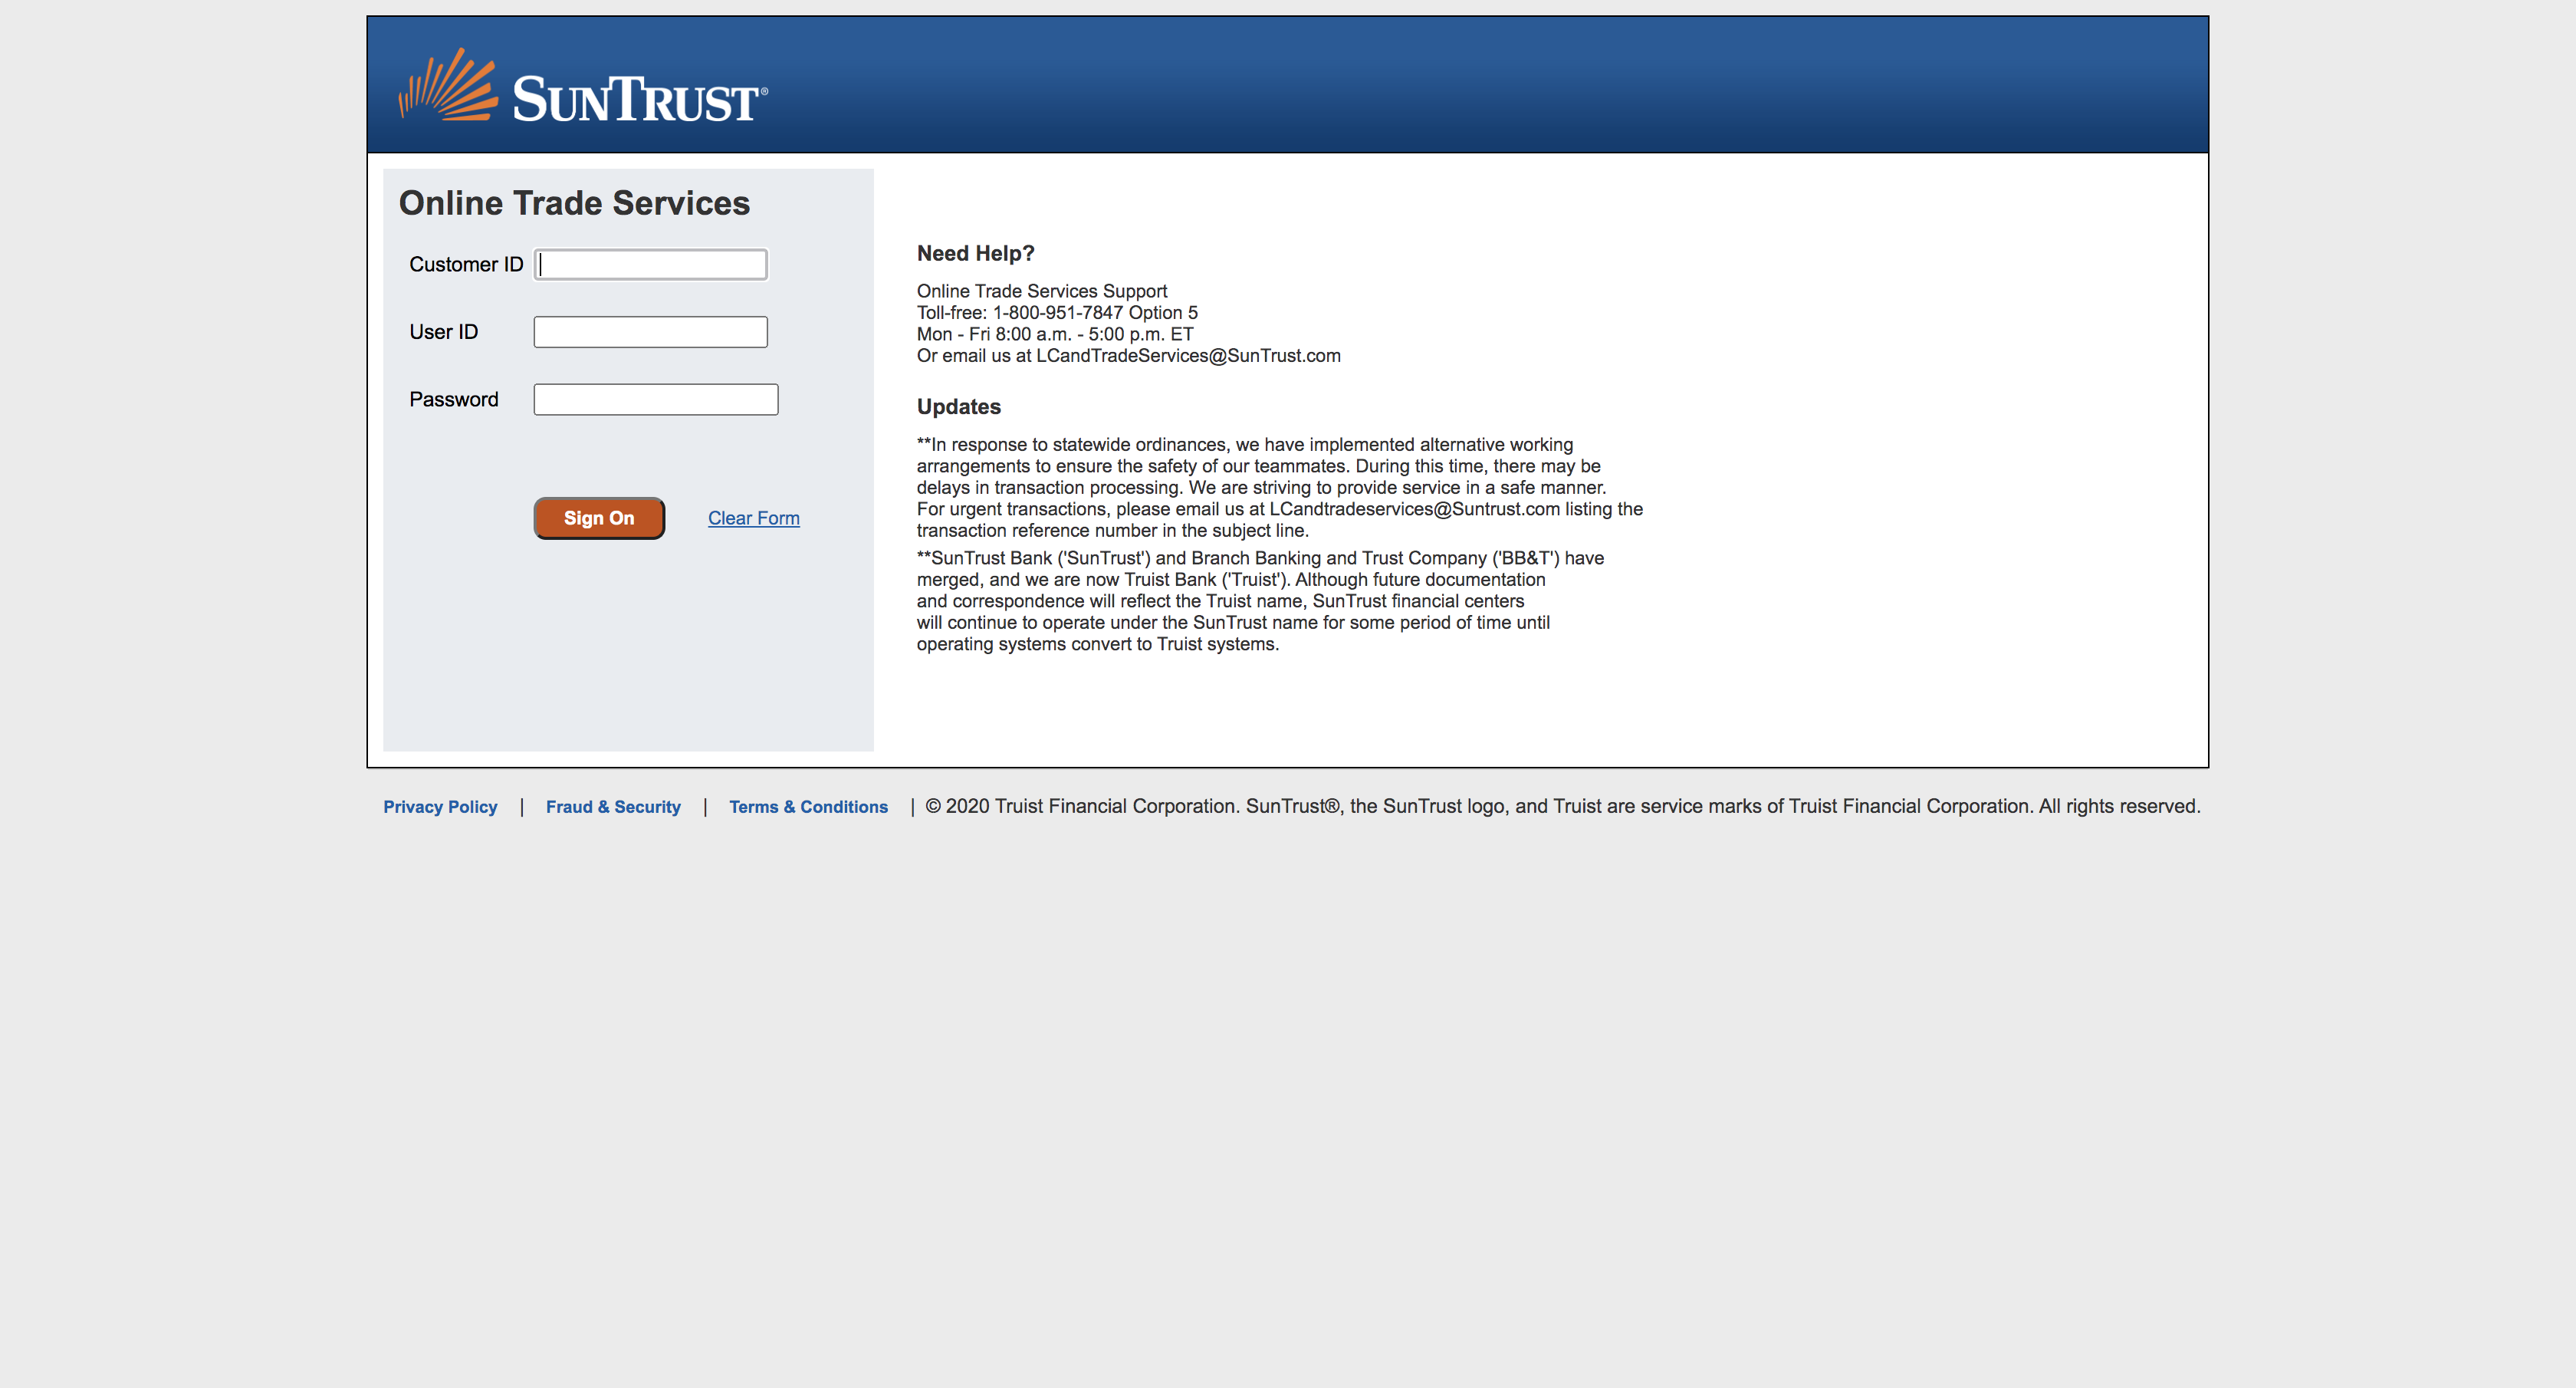 SUNTRUST®
Online Trade Services
Customer ID
User ID
Password
Sign On
Clear Form
Need Help?
Online Trade Services Support
Toll-free: 1-800-951-7847 Option 5
Mon - Fri 8:00 a.m. - 5:00 p.m. ET
Or email us at LCandTradeServices@SunTrust.com
Updates
**In response to statewide ordinances, we have implemented alternative working
arrangements to ensure the safety of our teammates. During this time, there may be
delays in transaction processing. We are striving to provide service in a safe manner.
For urgent transactions, please email us at LCandtradeservices@Suntrust.com listing the
transaction reference number in the subject line.
**SunTrust Bank ('SunTrust') and Branch Banking and Trust Company ('BB&T') have
merged, and we are now Truist Bank ('Truist'). Although future documentation
and correspondence will reflect the Truist name, SunTrust financial centers
will continue to operate under the SunTrust name for some period of time until
operating systems convert to Truist systems.
Privacy Policy | Fraud & Security | Terms & Conditions | © 2020 Truist Financial Corporation. SunTrust®, the SunTrust logo, and Truist are service marks of Truist Financial Corporation. All rights reserved.